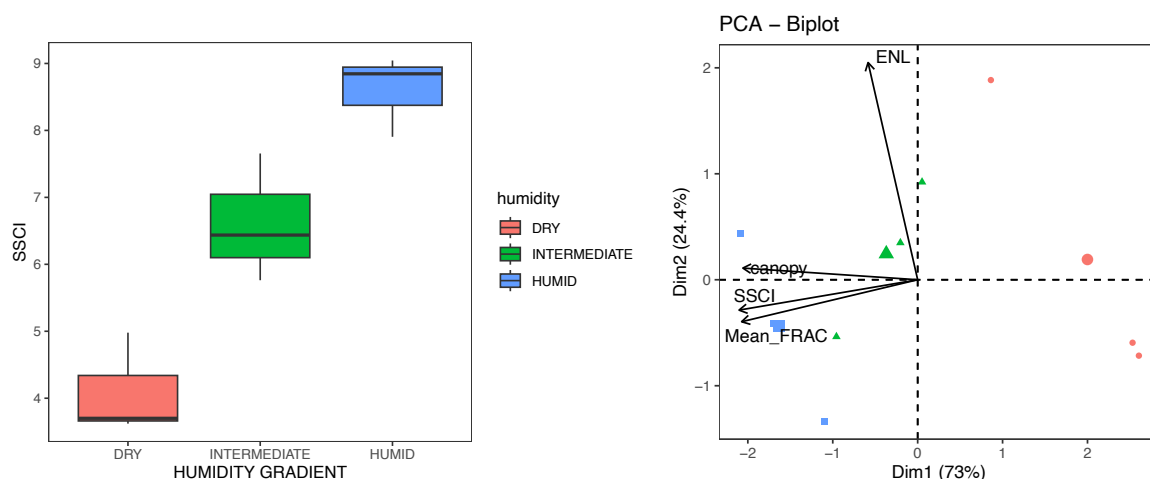 9
8
7
6
5
4
SSCI
DRY
INTERMEDIATE
HUMID
HUMIDITY GRADIENT
humidity
DRY
INTERMEDIATE
HUMID
PCA − Biplot
2
1
0
−1
Dim2 (24.4%)
ENL
canopy
SSCI
Mean_FRAC
−2
−1
0
1
2
Dim1 (73%)